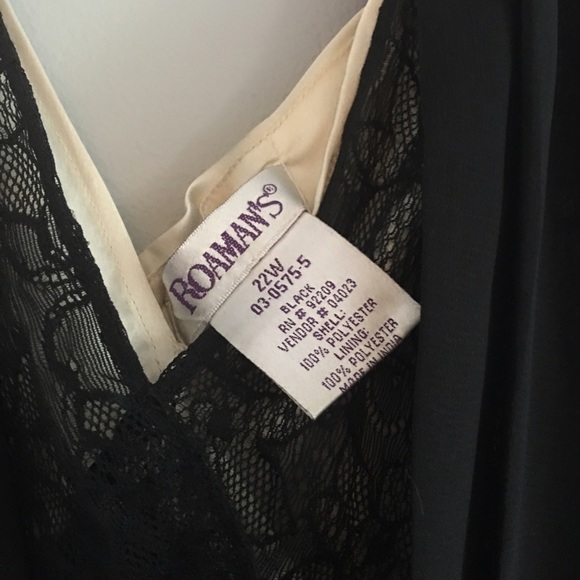 ROAMAN'S®
22W
03-0575-5
BLACK
RN # 92209
VENDOR # 04023
SHELL:
100% POLYESTER
LINING:
100% POLYESTER
MADE IN INDIA